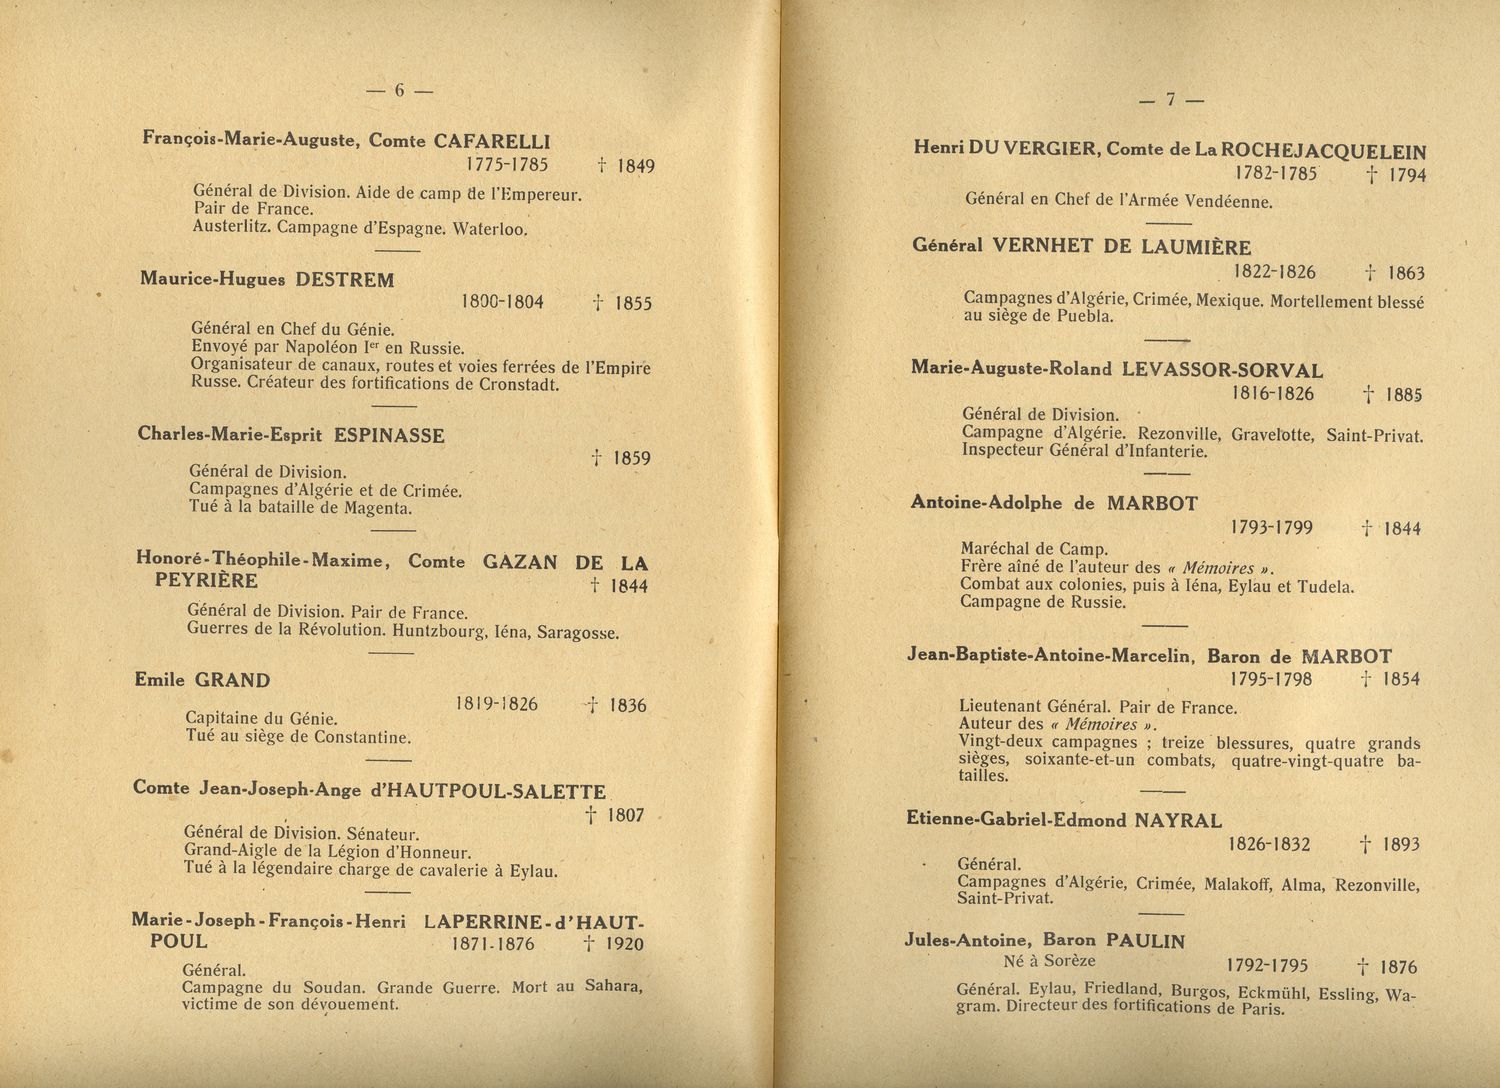 — 6 —
François-Marie-Auguste, Comte CAFARELLI
1775-1785 † 1849
Général de Division. Aide de camp de l'Empereur.
Pair de France.
Austerlitz. Campagne d'Espagne. Waterloo.
Maurice-Hugues DESTREM
1800-1804 † 1855
Général en Chef du Génie.
Envoyé par Napoléon Ier en Russie.
Organisateur de canaux, routes et voies ferrées de l'Empire
Russe. Créateur des fortifications de Cronstadt.
Charles-Marie-Esprit ESPINASSE
† 1859
Général de Division.
Campagnes d'Algérie et de Crimée.
Tué à la bataille de Magenta.
Honoré-Théophile-Maxime, Comte GAZAN DE LA
PEYRIÈRE † 1844
Général de Division. Pair de France.
Guerres de la Révolution. Huntzbourg, Iéna, Saragosse.
Emile GRAND
1819-1826 † 1836
Capitaine du Génie.
Tué au siège de Constantine.
Comte Jean-Joseph-Ange d'HAUTPOUL-SALETTE
† 1807
Général de Division. Sénateur.
Grand-Aigle de la Légion d'Honneur.
Tué à la légendaire charge de cavalerie à Eylau.
Marie-Joseph-François-Henri LAPERRINE-d'HAUT-
POUL 1871-1876 † 1920
Général.
Campagne du Soudan. Grande Guerre. Mort au Sahara,
victime de son dévouement.
— 7 —
Henri DU VERGIER, Comte de La ROCHEJACQUELEIN
1782-1785 † 1794
Général en Chef de l'Armée Vendéenne.
Général VERNHET DE LAUMIÈRE
1822-1826 † 1863
Campagnes d'Algérie, Crimée, Mexique. Mortellement blessé
au siège de Puebla.
Marie-Auguste-Roland LEVASSOR-SORVAL
1816-1826 † 1885
Général de Division.
Campagne d'Algérie. Rezonville, Gravelotte, Saint-Privat.
Inspecteur Général d'Infanterie.
Antoine-Adolphe de MARBOT
1793-1799 † 1844
Maréchal de Camp.
Frère aîné de l'auteur des « Mémoires ».
Combat aux colonies, puis à Iéna, Eylau et Tudela.
Campagne de Russie.
Jean-Baptiste-Antoine-Marcelin, Baron de MARBOT
1795-1798 † 1854
Lieutenant Général. Pair de France.
Auteur des « Mémoires ».
Vingt-deux campagnes ; treize blessures, quatre grands
sièges, soixante-et-un combats, quatre-vingt-quatre ba-
tailles.
Etienne-Gabriel-Edmond NAYRAL
1826-1832 † 1893
Général.
Campagnes d'Algérie, Crimée, Malakoff, Alma, Rezonville,
Saint-Privat.
Jules-Antoine, Baron PAULIN
Né à Sorèze 1792-1795 † 1876
Général. Eylau, Friedland, Burgos, Eckmühl, Essling, Wa-
gram. Directeur des fortifications de Paris.